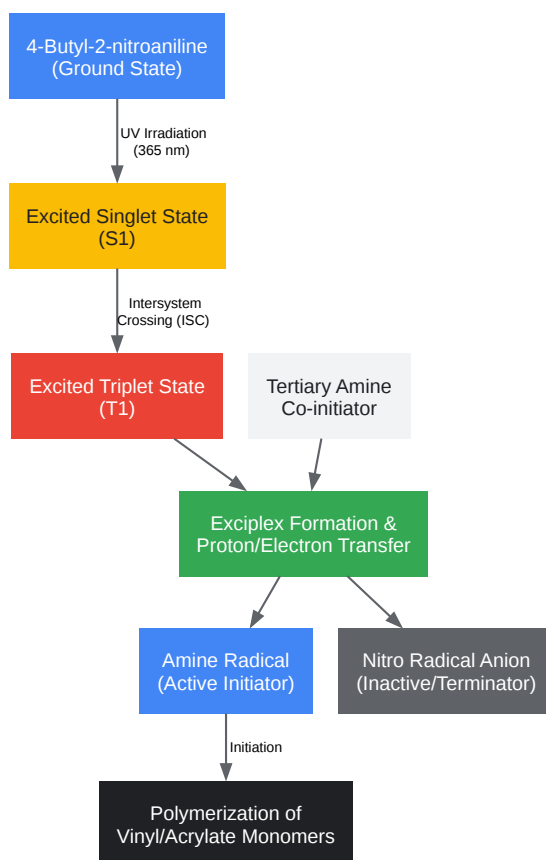 4-Butyl-2-nitroaniline
(Ground State)
UV Irradiation
(365 nm)
Excited Singlet State
(S1)
Intersystem
Crossing (ISC)
Excited Triplet State
(T1)
Tertiary Amine
Co-initiator
Exciplex Formation &
Proton/Electron Transfer
Amine Radical
(Active Initiator)
Nitro Radical Anion
(Inactive/Terminator)
Initiation
Polymerization of
Vinyl/Acrylate Monomers